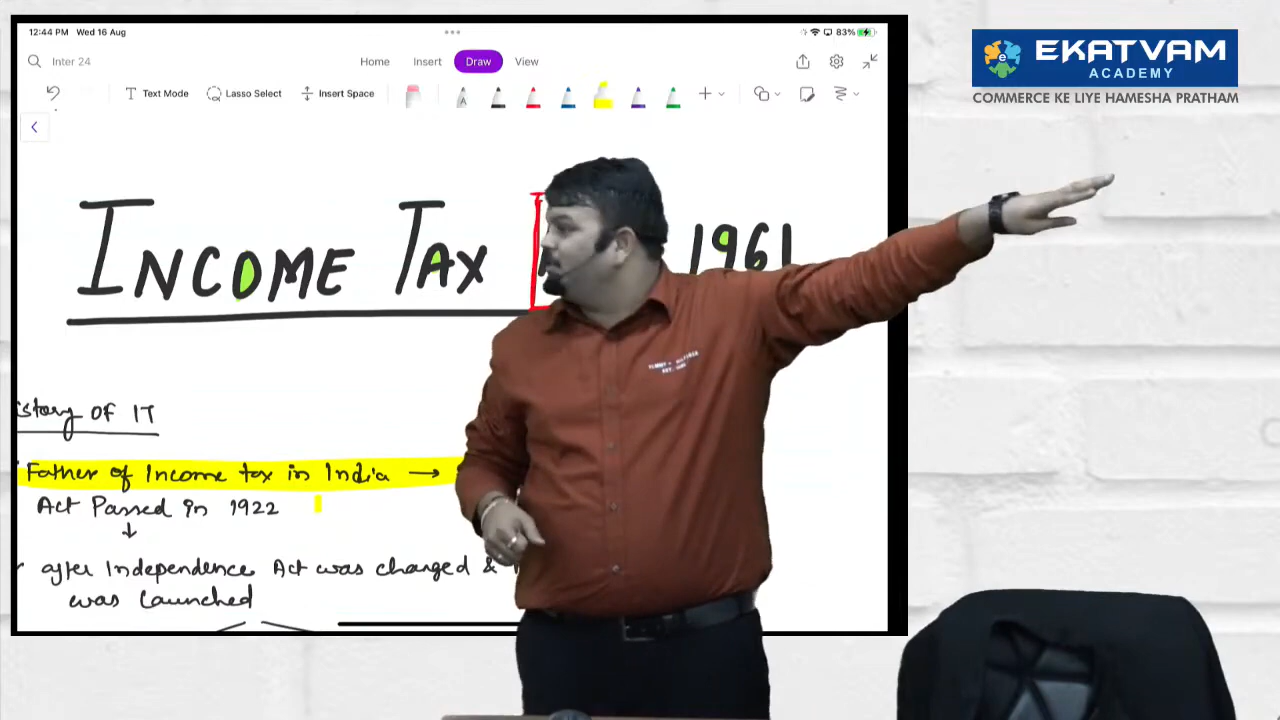 12:44 PM Wed 16 Aug
83%
Inter 24
Home Insert Draw View
Text Mode Lasso Select Insert Space
EKATVAM
ACADEMY
COMMERCE KE LIYE HAMESHA PRATHAM
INCOME TAX 1961
istory OF IT
Father of Income tax in India →
Act Passed in 1922
↓
after Independence Act was changed &
was launched